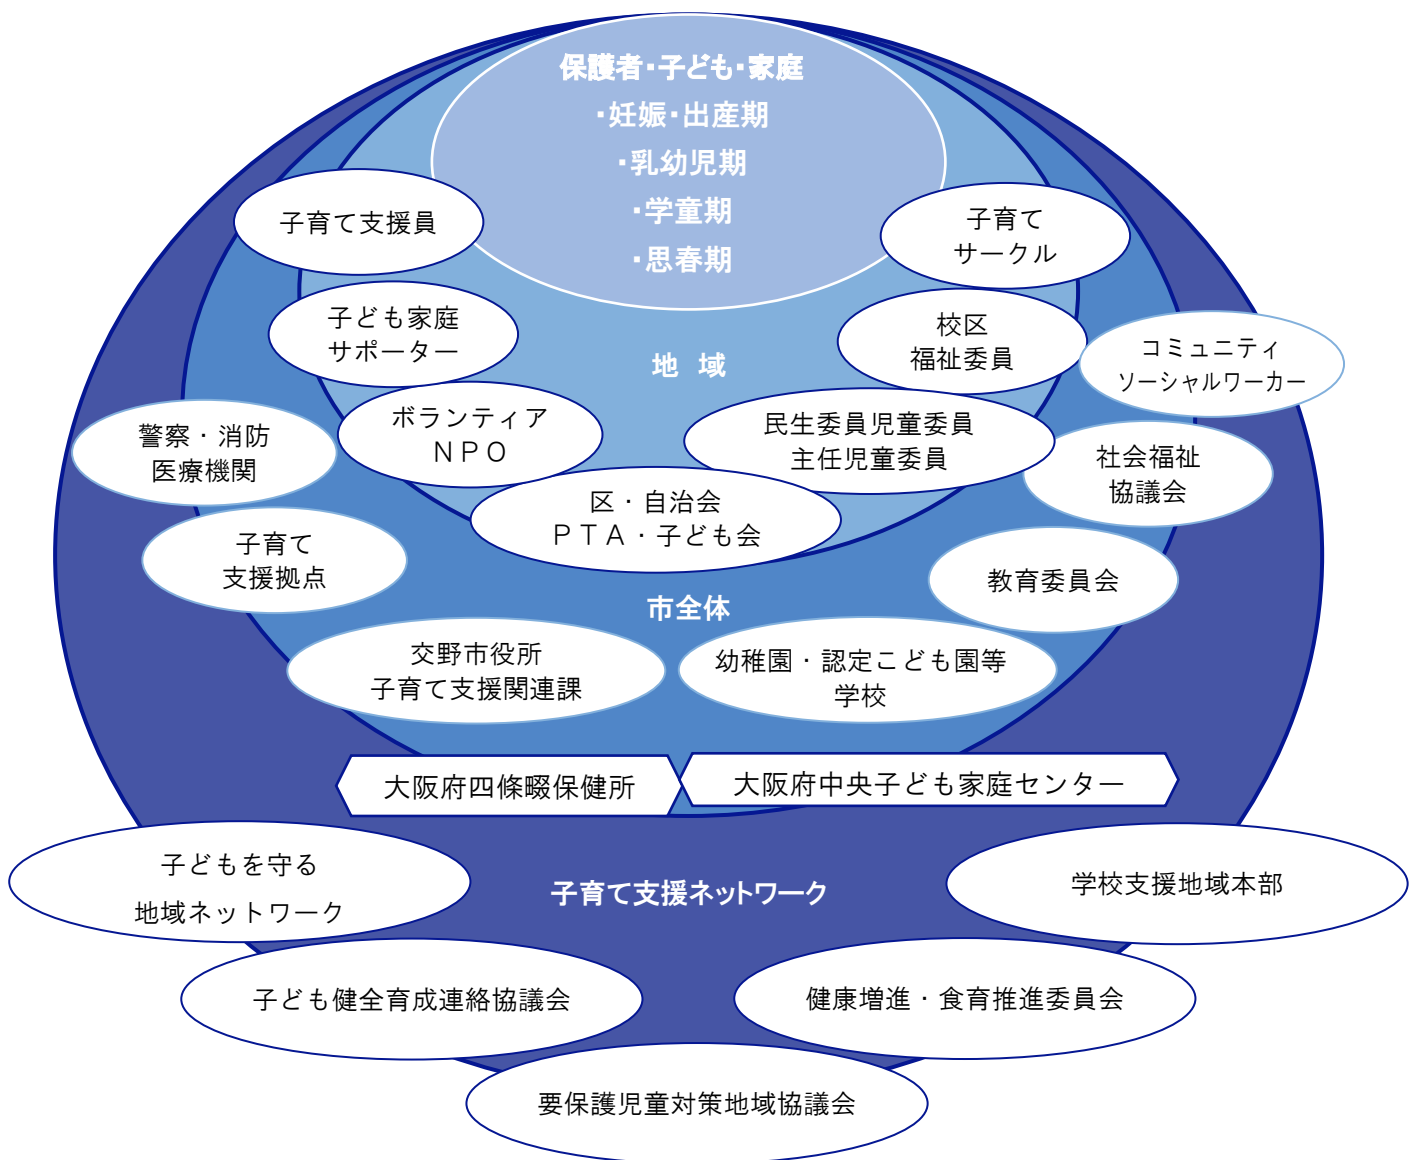 保護者・子ども・家庭
・妊娠・出産期
・乳幼児期
・学童期
・思春期
子育て支援員
子育て
サークル
子ども家庭
サポーター
校区
福祉委員
地 域
コミュニティ
ソーシャルワーカー
ボランティア
ＮＰＯ
民生委員児童委員
主任児童委員
警察・消防
医療機関
社会福祉
協議会
区・自治会
ＰＴＡ・子ども会
子育て
支援拠点
教育委員会
市全体
交野市役所
子育て支援関連課
幼稚園・認定こども園等
学校
大阪府四條畷保健所
大阪府中央子ども家庭センター
子どもを守る
地域ネットワーク
子育て支援ネットワーク
学校支援地域本部
子ども健全育成連絡協議会
健康増進・食育推進委員会
要保護児童対策地域協議会